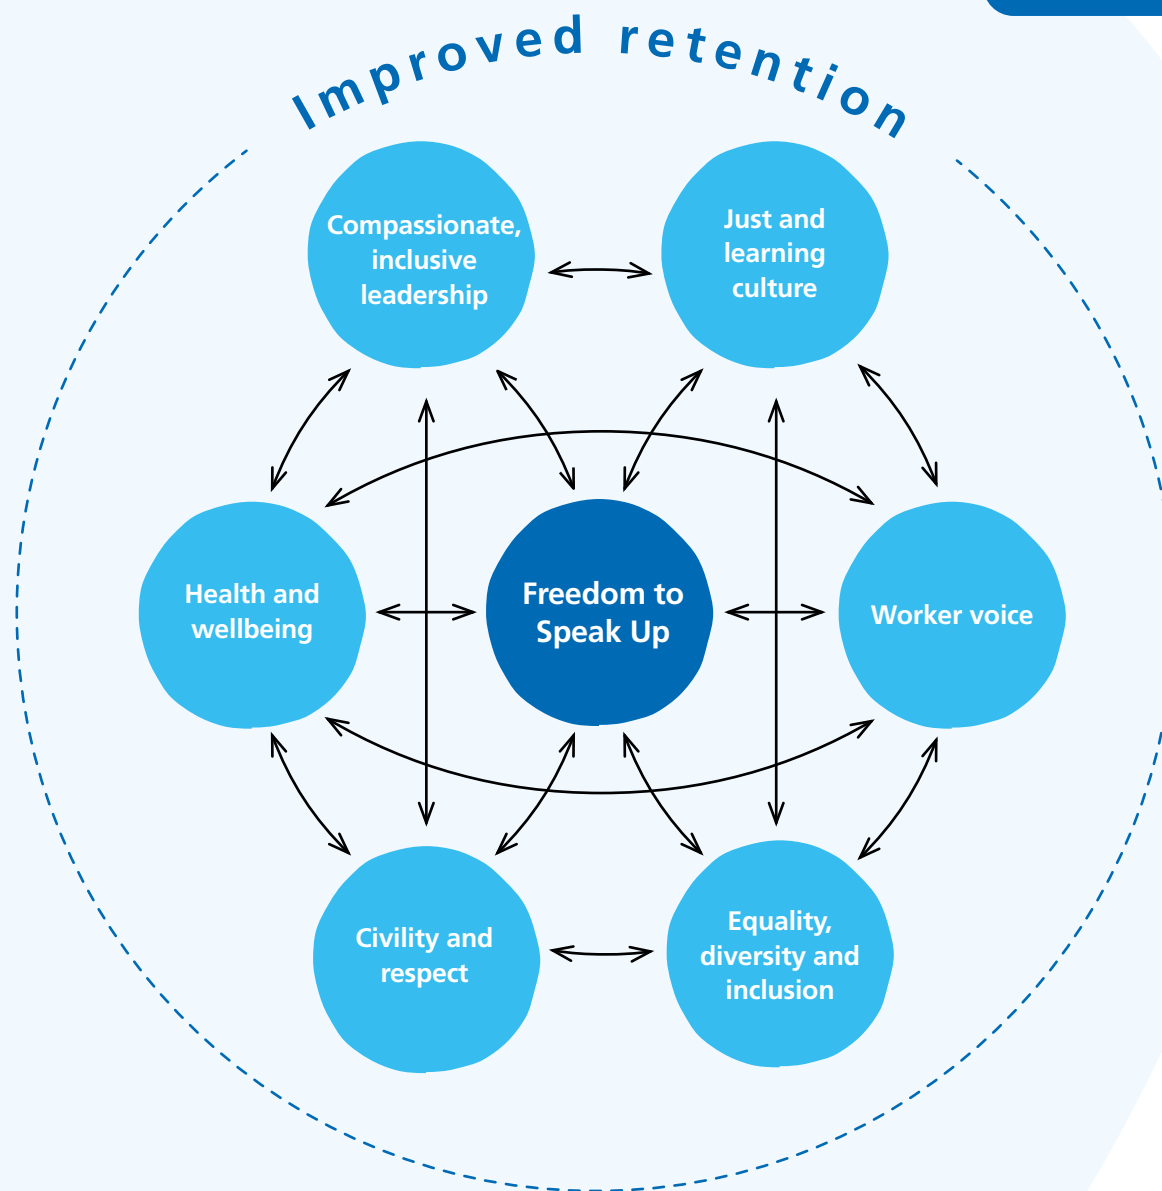 Improved retention
Compassionate,
inclusive
leadership
Just and
learning
culture
Health and
wellbeing
Freedom to
Speak Up
Worker voice
Civility and
respect
Equality,
diversity and
inclusion